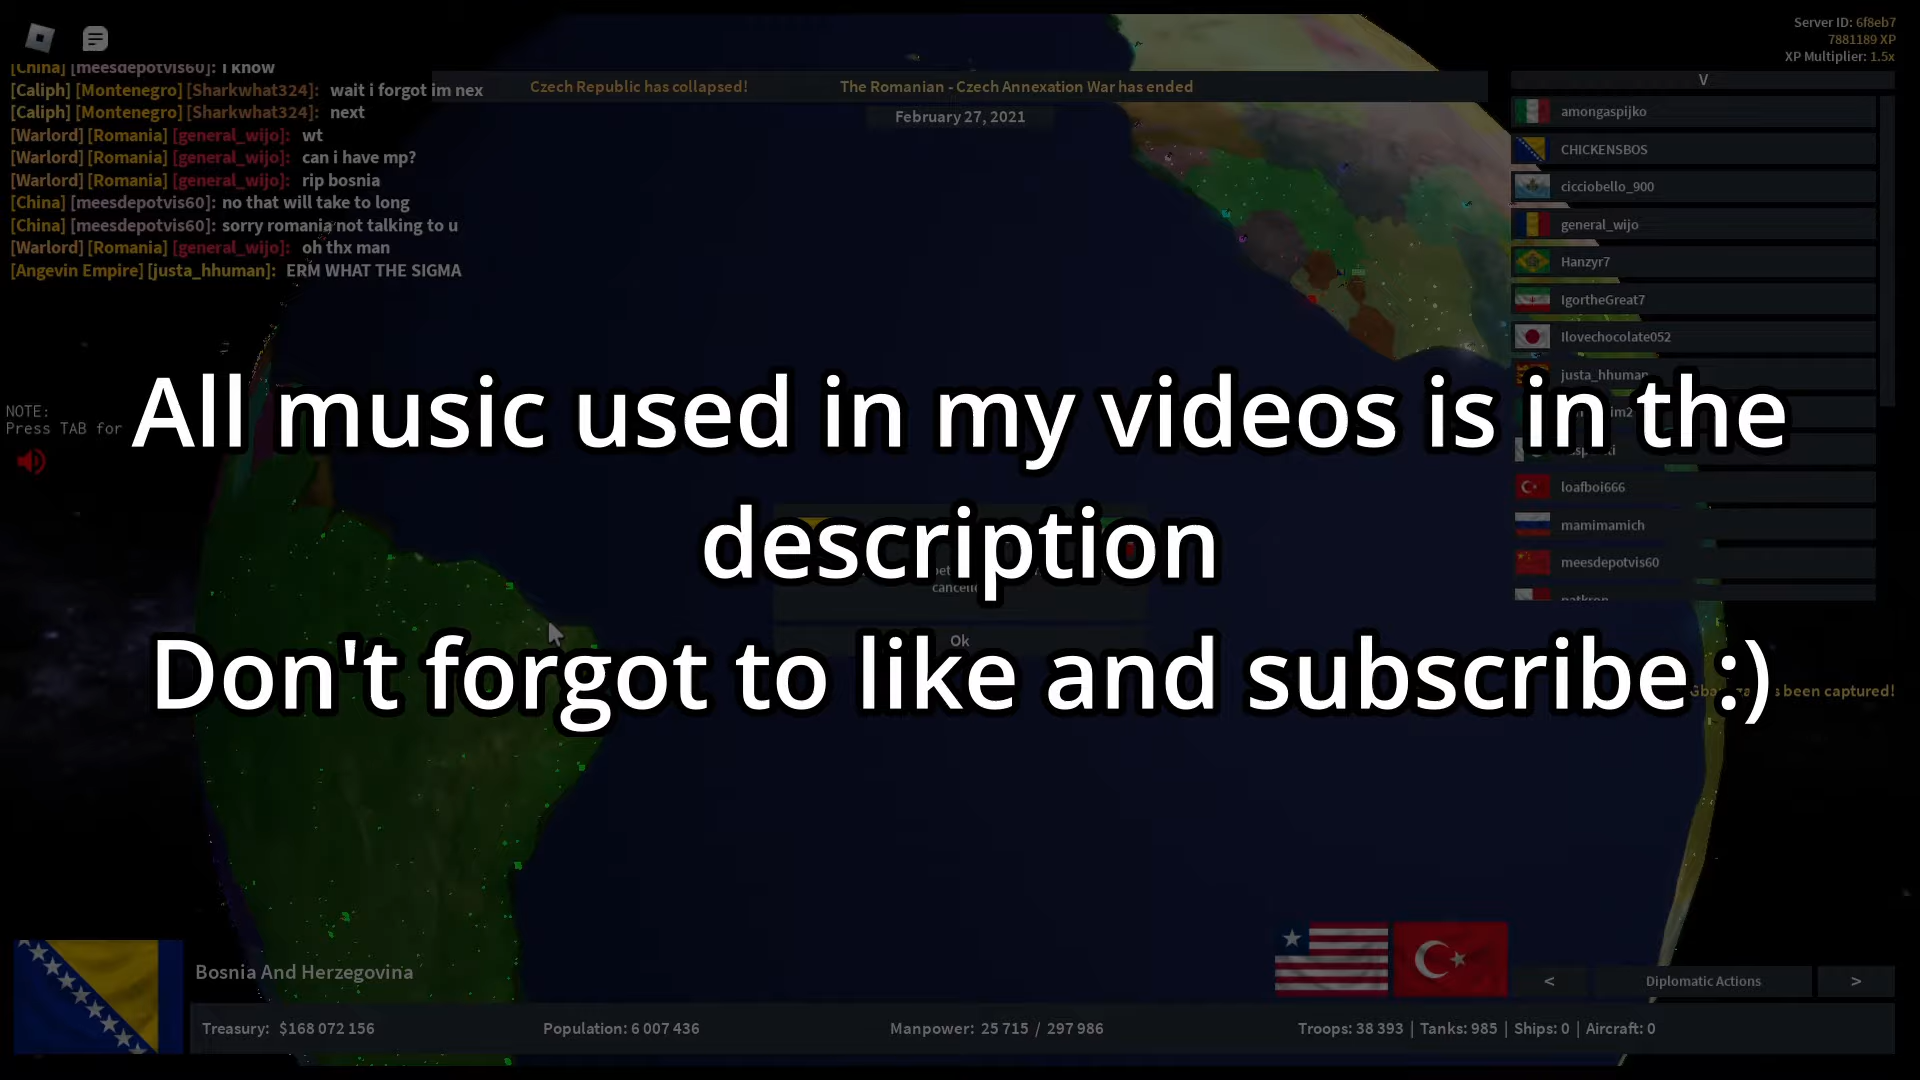 Server ID: 6f8eb7
7881189 XP
XP Multiplier: 1.5x
[China] [meesdepotvis60]: I know
[Caliph] [Montenegro] [Sharkwhat324]: wait i forgot im nex
[Caliph] [Montenegro] [Sharkwhat324]: next
[Warlord] [Romania] [general_wijo]: wt
[Warlord] [Romania] [general_wijo]: can i have mp?
[Warlord] [Romania] [general_wijo]: rip bosnia
[China] [meesdepotvis60]: no that will take to long
[China] [meesdepotvis60]: sorry romania not talking to u
[Warlord] [Romania] [general_wijo]: oh thx man
[Angevin Empire] [justa_hhuman]: ERM WHAT THE SIGMA
Czech Republic has collapsed! The Romanian - Czech Annexation War has ended
February 27, 2021
V
amongaspijko
CHICKENSBOS
cicciobello_900
general_wijo
Hanzyr7
IgortheGreat7
Ilovechocolate052
justa_hhuman
loafboi666
mamimamich
meesdepotvis60
NOTE:
Press TAB for
All music used in my videos is in the
description
Don't forgot to like and subscribe :)
Ok
s been captured!
Bosnia And Herzegovina
< Diplomatic Actions >
Treasury: $168 072 156 Population: 6 007 436 Manpower: 25 715 / 297 986 Troops: 38 393 | Tanks: 985 | Ships: 0 | Aircraft: 0